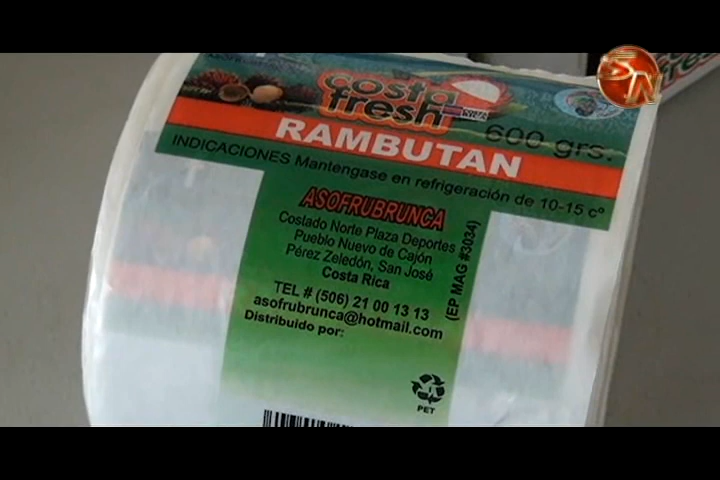 SN
costa
fresh
600 grs.
RAMBUTAN
INDICACIONES Mantengase en refrigeración de 10-15 cº
ASOFRUBRUNCA
Costado Norte Plaza Deportes
Pueblo Nuevo de Cajón
Pérez Zeledón, San José
Costa Rica
(EP MAG #3034)
TEL # (506) 21 00 13 13
asofrubrunca@hotmail.com
Distribuido por:
PET